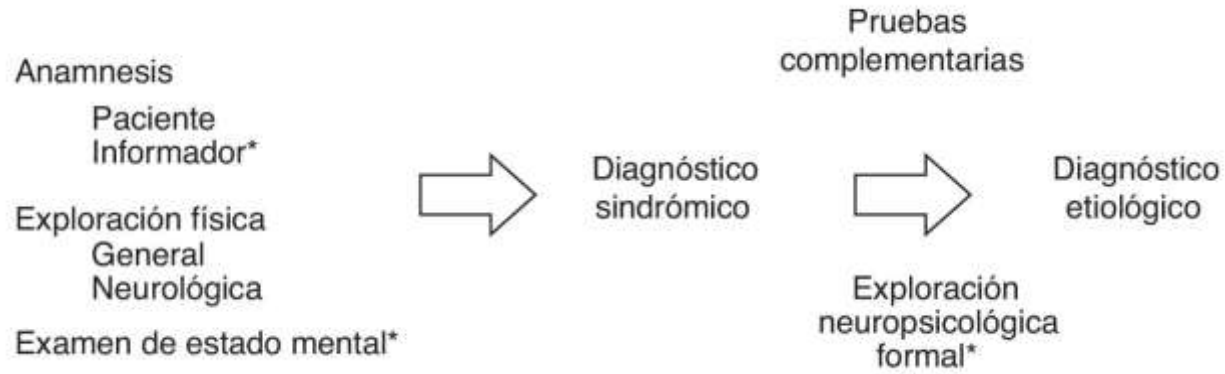 Anamnesis
Paciente
Informador*
Exploración física
General
Neurológica
Examen de estado mental*
Diagnóstico
sindrómico
Pruebas
complementarias
Exploración
neuropsicológica
formal*
Diagnóstico
etiológico